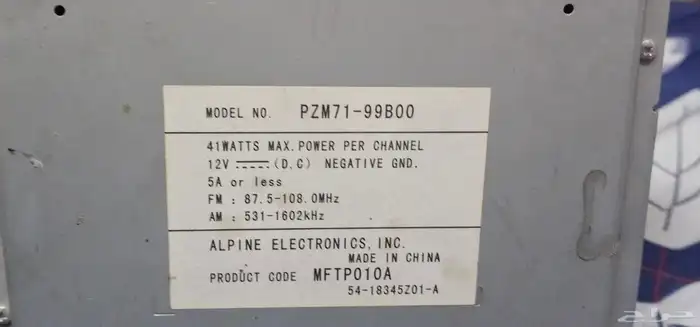 MODEL NO. PZM71-99B00
41WATTS MAX. POWER PER CHANNEL
12V (D.C) NEGATIVE GND.
5A or less
FM : 87.5-108.0MHz
AM : 531-1602kHz
ALPINE ELECTRONICS, INC.
MADE IN CHINA
PRODUCT CODE MFTP010A
54-18345Z01-A
حراج